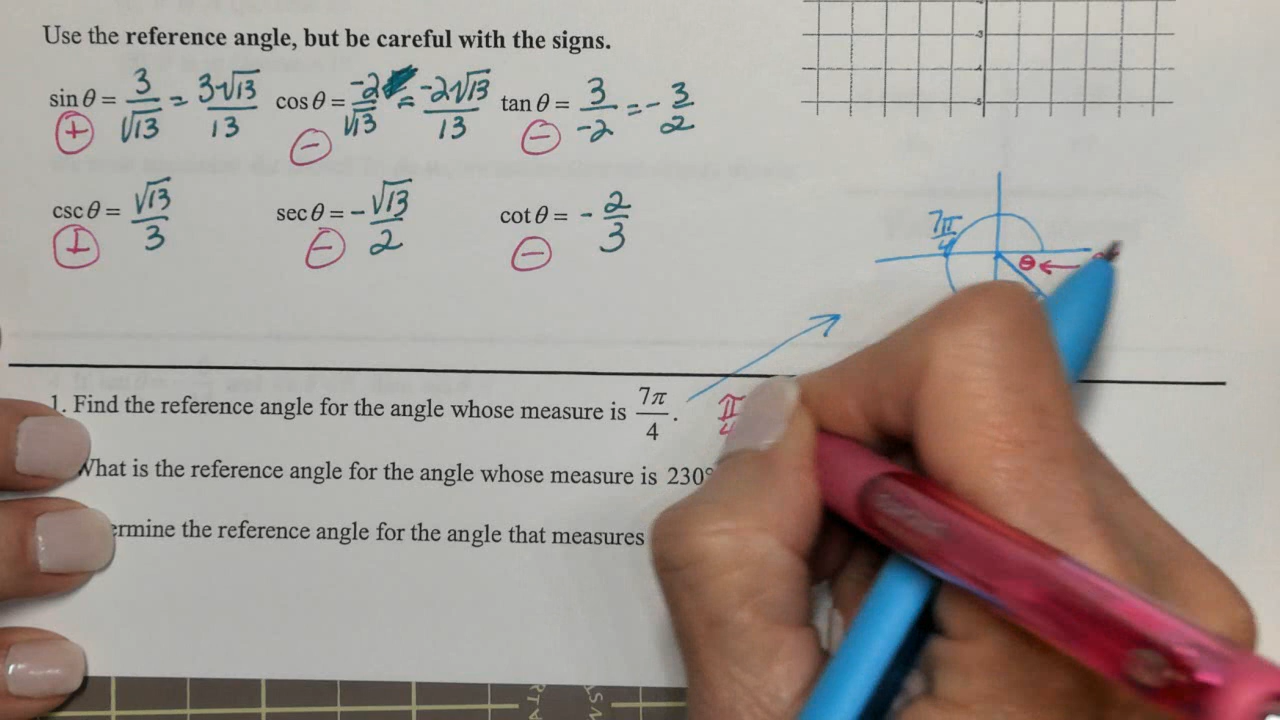 Use the reference angle, but be careful with the signs.
sin θ = 3/√13 = 3√13/13 cos θ = -2/√13 = -2√13/13 tan θ = 3/-2 = -3/2
+ - -
csc θ = √13/3 sec θ = -√13/2 cot θ = -2/3
+ - -
7π/4
θ
1. Find the reference angle for the angle whose measure is 7π/4. π/4
What is the reference angle for the angle whose measure is 230°
ermine the reference angle for the angle that measures